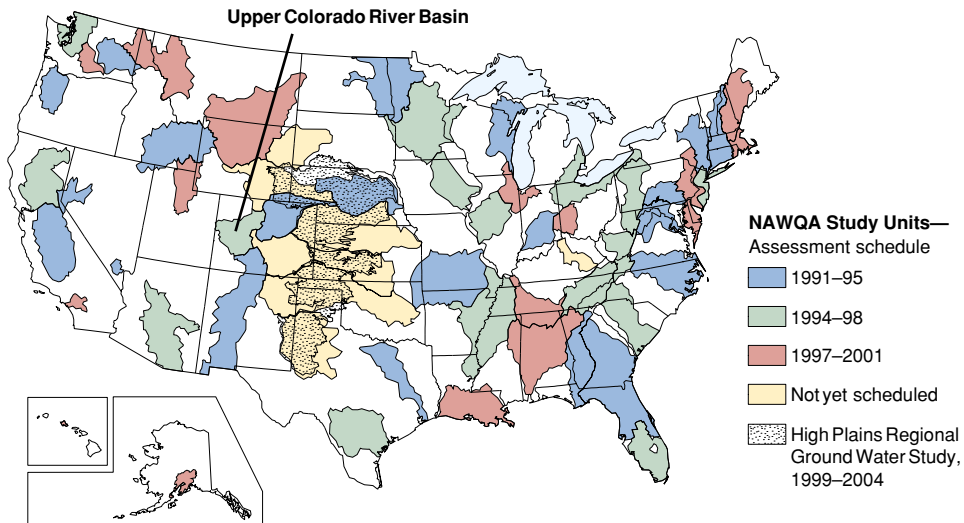 Upper Colorado River Basin
NAWQA Study Units—
Assessment schedule
1991–95
1994–98
1997–2001
Not yet scheduled
High Plains Regional
Ground Water Study,
1999–2004